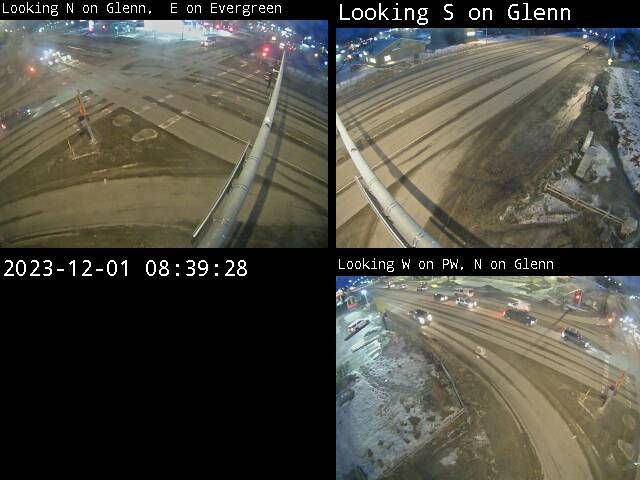 Looking N on Glenn,  E on Evergreen
Looking S on Glenn
2023-12-01 08:39:28
Looking W on PW, N on Glenn